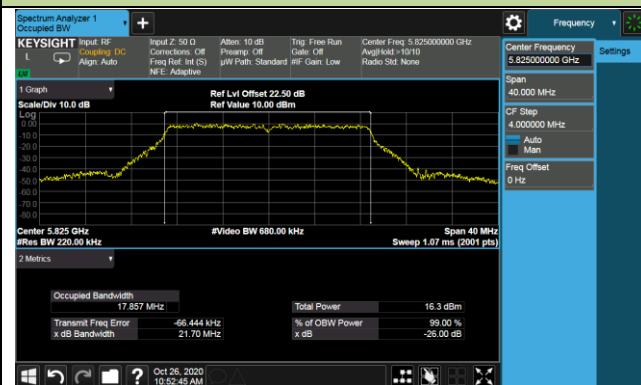 Spectrum Analyzer 1
Occupied BW
Frequency
KEYSIGHT
Input: RF
Coupling: DC
Align: Auto
Input Z: 50 Ω
Corrections: Off
Freq Ref: Int (S)
NFE: Adaptive
Atten: 10 dB
Preamp: Off
µW Path: Standard
Trig: Free Run
Gate: Off
#IF Gain: Low
Center Freq: 5.825000000 GHz
Avg|Hold:>10/10
Radio Std: None
L
LXI
Center Frequency
5.825000000 GHz
Settings
Span
40.000 MHz
CF Step
4.000000 MHz
Auto
Man
Freq Offset
0 Hz
1 Graph
Scale/Div 10.0 dB
Ref Lvl Offset 22.50 dB
Ref Value 10.00 dBm
Log
0.00
-10.0
-20.0
-30.0
-40.0
-50.0
-60.0
-70.0
-80.0
Center 5.825 GHz
#Video BW 680.00 kHz
Span 40 MHz
#Res BW 220.00 kHz
Sweep 1.07 ms (2001 pts)
2 Metrics
Occupied Bandwidth
17.857 MHz
Total Power
16.3 dBm
Transmit Freq Error
-66.444 kHz
% of OBW Power
99.00 %
x dB Bandwidth
21.70 MHz
x dB
-26.00 dB
?
Oct 26, 2020
10:52:45 AM